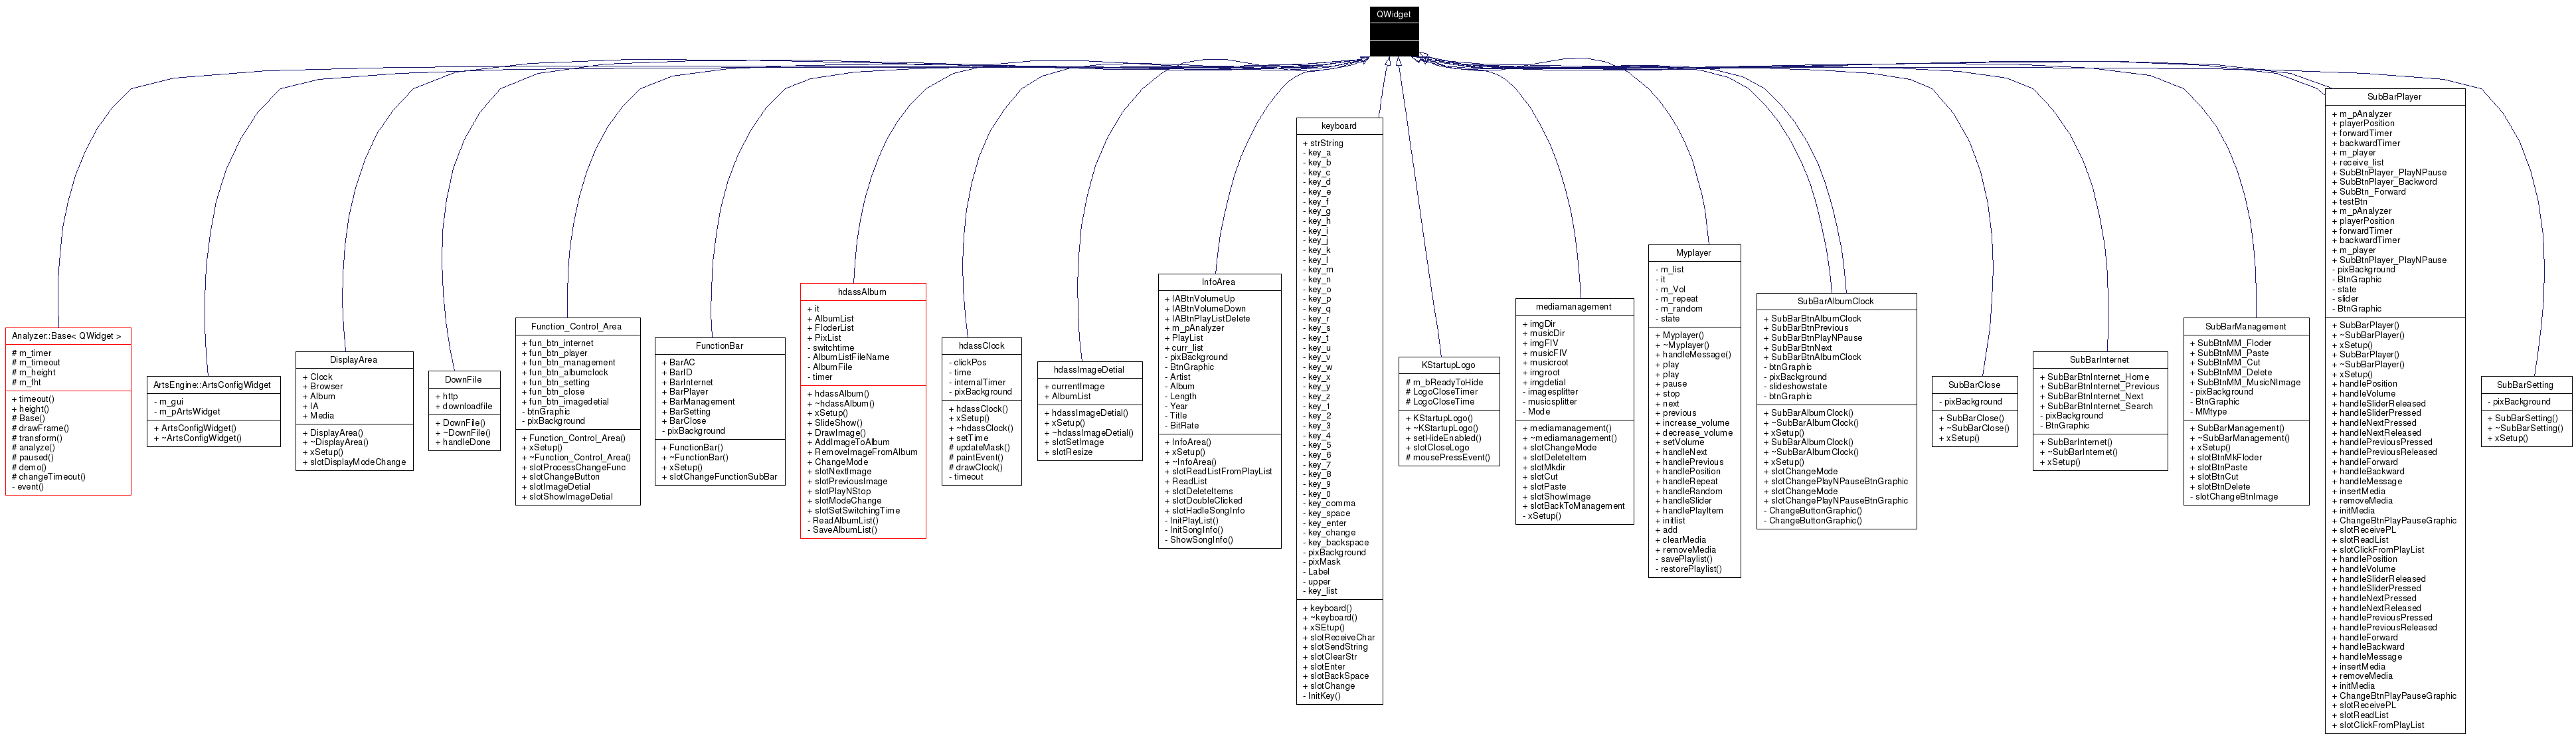 QWidget
Analyzer::Base< QWidget >
# m_timer
# m_timeout
# m_height
# m_fht
+ timeout()
+ height()
# Base()
# drawFrame()
# transform()
# analyze()
# paused()
# demo()
# changeTimeout()
- event()
ArtsEngine::ArtsConfigWidget
- m_gui
- m_pArtsWidget
+ ArtsConfigWidget()
+ ~ArtsConfigWidget()
DisplayArea
+ Clock
+ Browser
+ Album
+ IA
+ Media
+ DisplayArea()
+ ~DisplayArea()
+ xSetup()
+ slotDisplayModeChange
DownFile
+ http
+ downloadfile
+ DownFile()
+ ~DownFile()
+ handleDone
Function_Control_Area
+ fun_btn_internet
+ fun_btn_player
+ fun_btn_management
+ fun_btn_albumclock
+ fun_btn_setting
+ fun_btn_close
+ fun_btn_imagedetial
- btnGraphic
- pixBackground
+ Function_Control_Area()
+ xSetup()
+ ~Function_Control_Area()
+ slotProcessChangeFunc
+ slotChangeButton
+ slotImageDetial
+ slotShowImageDetial
FunctionBar
+ BarAC
+ BarID
+ BarInternet
+ BarPlayer
+ BarManagement
+ BarSetting
+ BarClose
- pixBackground
+ FunctionBar()
+ ~FunctionBar()
+ xSetup()
+ slotChangeFunctionSubBar
hdassAlbum
+ it
+ AlbumList
+ FloderList
+ PixList
- switchtime
- AlbumListFileName
- AlbumFile
- timer
+ hdassAlbum()
+ ~hdassAlbum()
+ xSetup()
+ SlideShow()
+ DrawImage()
+ AddImageToAlbum
+ RemoveImageFromAlbum
+ ChangeMode
+ slotNextImage
+ slotPreviousImage
+ slotPlayNStop
+ slotModeChange
+ slotSetSwitchingTime
- ReadAlbumList()
- SaveAlbumList()
hdassClock
- clickPos
- time
- internalTimer
- pixBackground
+ hdassClock()
+ xSetup()
+ ~hdassClock()
+ setTime
# updateMask()
# paintEvent()
# drawClock()
- timeout
hdassImageDetial
+ currentImage
+ AlbumList
+ hdassImageDetial()
+ xSetup()
+ ~hdassImageDetial()
+ slotSetImage
+ slotResize
InfoArea
+ IABtnVolumeUp
+ IABtnVolumeDown
+ IABtnPlayListDelete
+ m_pAnalyzer
+ PlayList
+ curr_list
- pixBackground
- BtnGraphic
- Artist
- Album
- Length
- Year
- Title
- BitRate
+ InfoArea()
+ xSetup()
+ ~InfoArea()
+ slotReadListFromPlayList
+ ReadList
+ slotDeleteItems
+ slotDoubleClicked
+ slotHadleSongInfo
- InitPlayList()
- InitSongInfo()
- ShowSongInfo()
keyboard
+ strString
- key_a
- key_b
- key_c
- key_d
- key_e
- key_f
- key_g
- key_h
- key_i
- key_j
- key_k
- key_l
- key_m
- key_n
- key_o
- key_p
- key_q
- key_r
- key_s
- key_t
- key_u
- key_v
- key_w
- key_x
- key_y
- key_z
- key_1
- key_2
- key_3
- key_4
- key_5
- key_6
- key_7
- key_8
- key_9
- key_0
- key_comma
- key_space
- key_enter
- key_change
- key_backspace
- pixBackground
- pixMask
- Label
- upper
- key_list
+ keyboard()
+ ~keyboard()
+ xSEtup()
+ slotReceiveChar
+ slotSendString
+ slotClearStr
+ slotEnter
+ slotBackSpace
+ slotChange
- InitKey()
KStartupLogo
# m_bReadyToHide
# LogoCloseTimer
# LogoCloseTime
+ KStartupLogo()
+ ~KStartupLogo()
+ setHideEnabled()
+ slotCloseLogo
# mousePressEvent()
mediamanagement
+ imgDir
+ musicDir
+ imgFIV
+ musicFIV
+ musicroot
+ imgroot
+ imgdetial
- imagesplitter
- musicsplitter
- Mode
+ mediamanagement()
+ ~mediamanagement()
+ slotChangeMode
+ slotDeleteItem
+ slotMkdir
+ slotCut
+ slotPaste
+ slotShowImage
+ slotBackToManagement
- xSetup()
Myplayer
- m_list
- it
- m_Vol
- m_repeat
- m_random
- state
+ Myplayer()
+ ~Myplayer()
+ handleMessage()
+ play
+ play
+ pause
+ stop
+ next
+ previous
+ increase_volume
+ decrease_volume
+ setVolume
+ handleNext
+ handlePrevious
+ handlePosition
+ handleRepeat
+ handleRandom
+ handleSlider
+ handlePlayItem
+ initlist
+ add
+ clearMedia
+ removeMedia
- savePlaylist()
- restorePlaylist()
SubBarAlbumClock
+ SubBarBtnAlbumClock
+ SubBarBtnPrevious
+ SubBarBtnPlayNPause
+ SubBarBtnNext
+ SubBarBtnAlbumClock
- btnGraphic
- pixBackground
- slideshowstate
- btnGraphic
+ SubBarAlbumClock()
+ ~SubBarAlbumClock()
+ xSetup()
+ SubBarAlbumClock()
+ ~SubBarAlbumClock()
+ xSetup()
+ slotChangeMode
+ slotChangePlayNPauseBtnGraphic
+ slotChangeMode
+ slotChangePlayNPauseBtnGraphic
- ChangeButtonGraphic()
- ChangeButtonGraphic()
SubBarClose
- pixBackground
+ SubBarClose()
+ ~SubBarClose()
+ xSetup()
SubBarInternet
+ SubBarBtnInternet_Home
+ SubBarBtnInternet_Previous
+ SubBarBtnInternet_Next
+ SubBarBtnInternet_Search
- pixBackground
- BtnGraphic
+ SubBarInternet()
+ ~SubBarInternet()
+ xSetup()
SubBarManagement
+ SubBtnMM_Floder
+ SubBtnMM_Paste
+ SubBtnMM_Cut
+ SubBtnMM_Delete
+ SubBtnMM_MusicNImage
- pixBackground
- BtnGraphic
- MMtype
+ SubBarManagement()
+ ~SubBarManagement()
+ xSetup()
+ slotBtnMkFloder
+ slotBtnPaste
+ slotBtnCut
+ slotBtnDelete
- slotChangeBtnImage
SubBarPlayer
+ m_pAnalyzer
+ playerPosition
+ forwardTimer
+ backwardTimer
+ m_player
+ receive_list
+ SubBtnPlayer_PlayNPause
+ SubBtnPlayer_Backword
+ SubBtn_Forward
+ testBtn
+ m_pAnalyzer
+ playerPosition
+ forwardTimer
+ backwardTimer
+ m_player
+ SubBtnPlayer_PlayNPause
- pixBackground
- BtnGraphic
- state
- slider
- BtnGraphic
+ SubBarPlayer()
+ ~SubBarPlayer()
+ xSetup()
+ SubBarPlayer()
+ ~SubBarPlayer()
+ xSetup()
+ handlePosition
+ handleVolume
+ handleSliderReleased
+ handleSliderPressed
+ handleNextPressed
+ handleNextReleased
+ handlePreviousPressed
+ handlePreviousReleased
+ handleForward
+ handleBackward
+ handleMessage
+ insertMedia
+ removeMedia
+ initMedia
+ ChangeBtnPlayPauseGraphic
+ slotReceivePL
+ slotReadList
+ slotClickFromPlayList
+ handlePosition
+ handleVolume
+ handleSliderReleased
+ handleSliderPressed
+ handleNextPressed
+ handleNextReleased
+ handlePreviousPressed
+ handlePreviousReleased
+ handleForward
+ handleBackward
+ handleMessage
+ insertMedia
+ removeMedia
+ initMedia
+ ChangeBtnPlayPauseGraphic
+ slotReceivePL
+ slotReadList
+ slotClickFromPlayList
SubBarSetting
- pixBackground
+ SubBarSetting()
+ ~SubBarSetting()
+ xSetup()